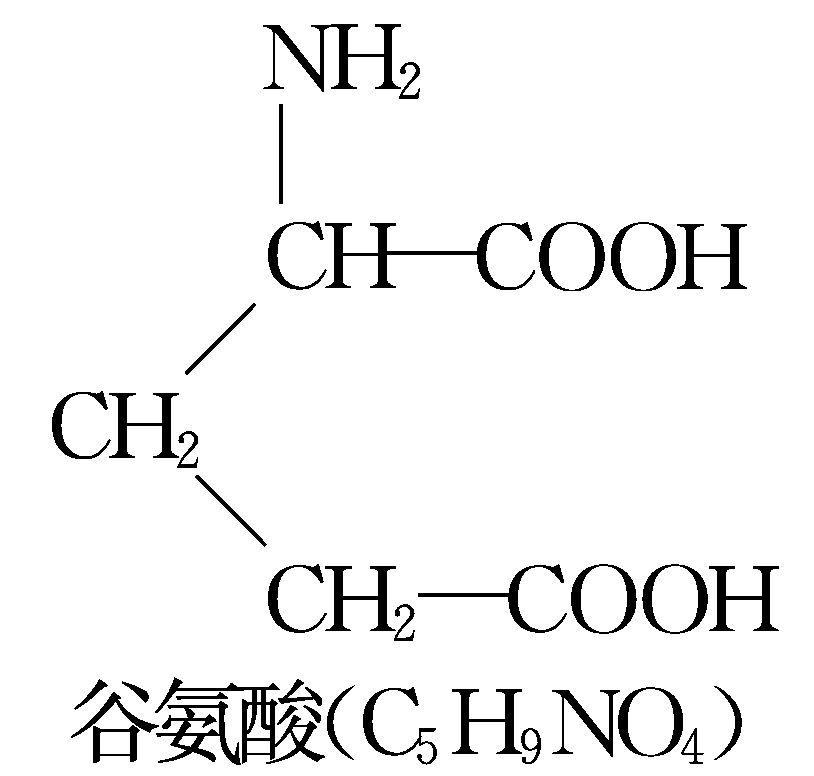 NH₂
CH—COOH
CH₂
CH₂—COOH
谷氨酸(C₅H₉NO₄)